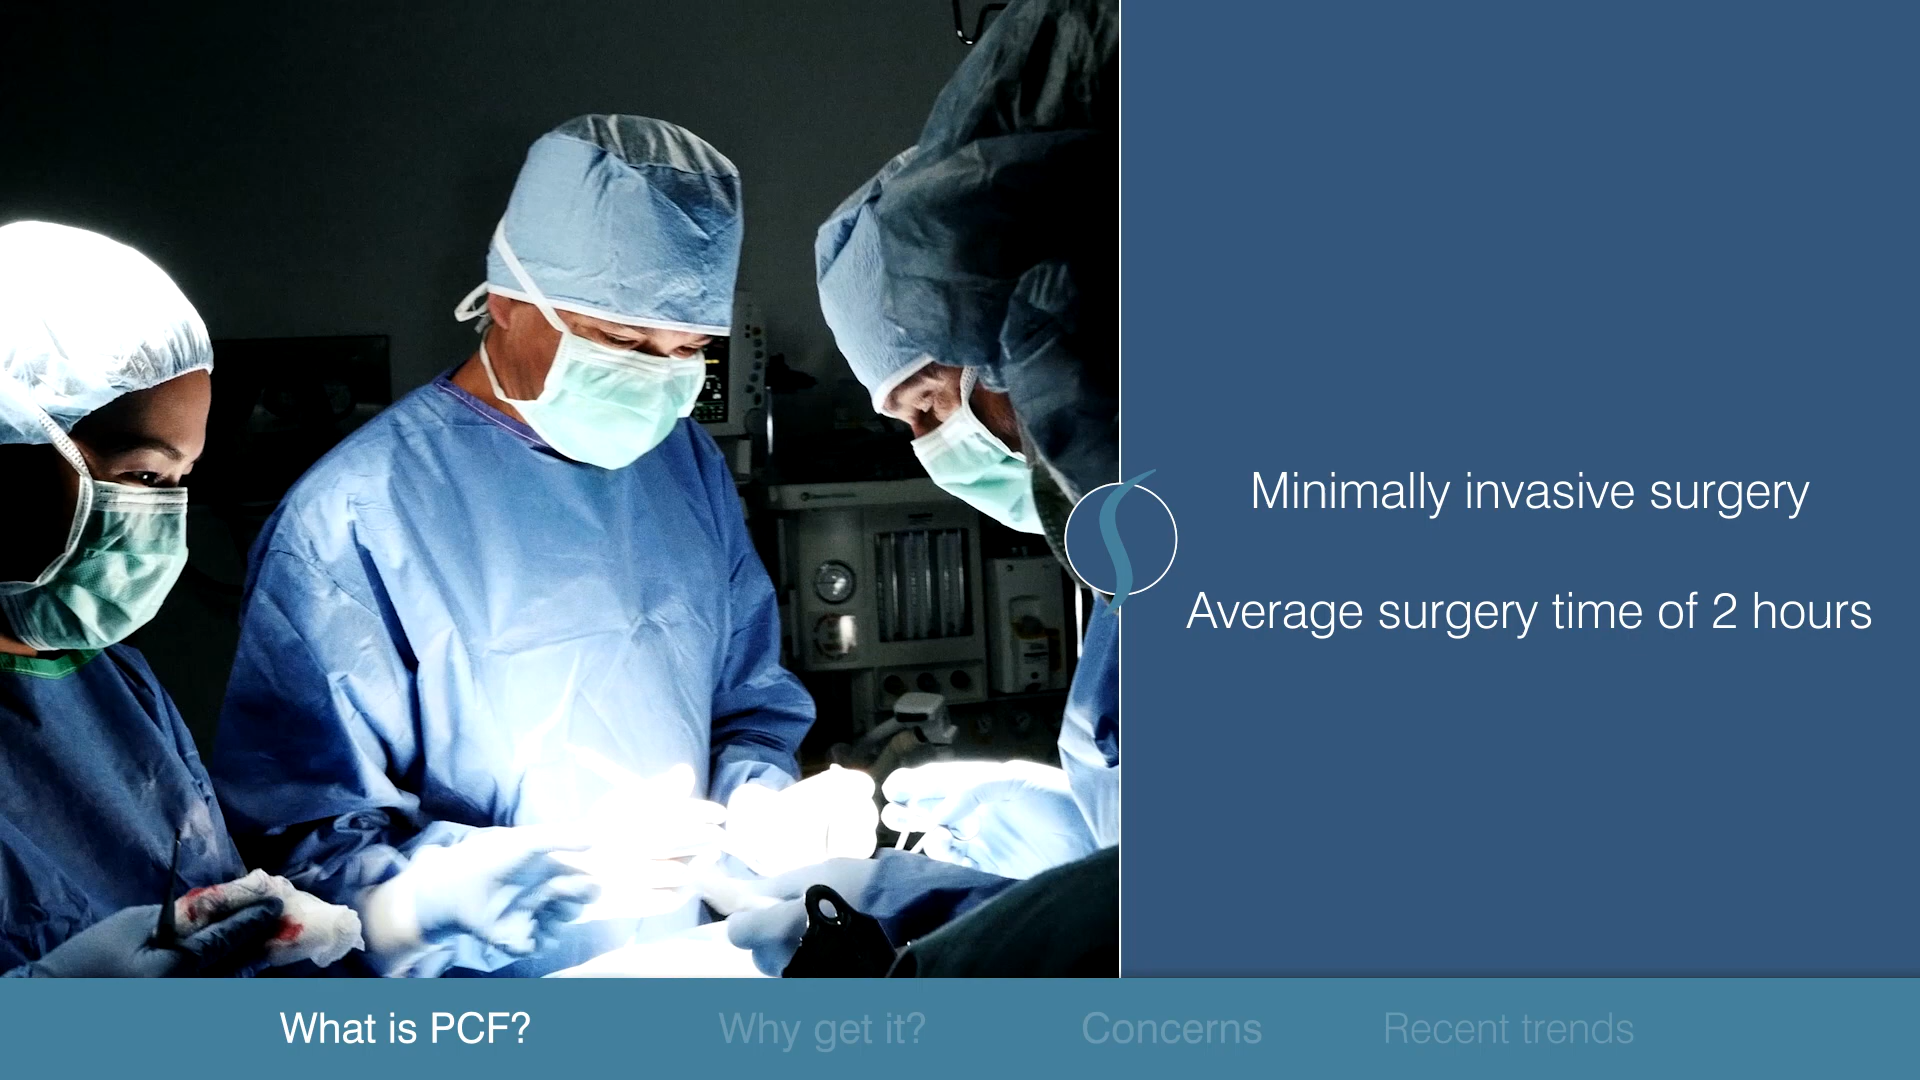 Minimally invasive surgery
Average surgery time of 2 hours
What is PCF?
Why get it?
Concerns
Recent trends